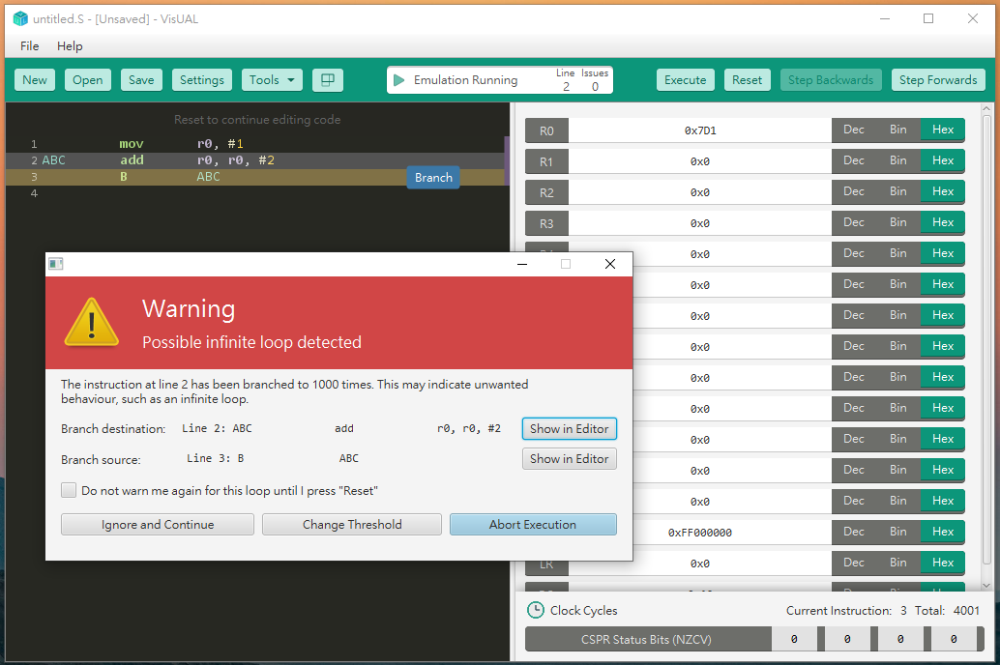 untitled.S - [Unsaved] - VisUAL
File Help
New Open Save Settings Tools Emulation Running Line 2 Issues 0 Execute Reset Step Backwards Step Forwards
Reset to continue editing code
1 mov r0, #1
2 ABC add r0, r0, #2
3 B ABC Branch
4
R0 0x7D1 Dec Bin Hex
R1 0x0 Dec Bin Hex
R2 0x0 Dec Bin Hex
R3 0x0 Dec Bin Hex
0x0 Dec Bin Hex
0x0 Dec Bin Hex
0x0 Dec Bin Hex
0x0 Dec Bin Hex
0x0 Dec Bin Hex
0x0 Dec Bin Hex
0x0 Dec Bin Hex
0x0 Dec Bin Hex
0x0 Dec Bin Hex
0xFF000000 Dec Bin Hex
LR 0x0 Dec Bin Hex
Dec Bin Hex
Warning
Possible infinite loop detected
The instruction at line 2 has been branched to 1000 times. This may indicate unwanted
behaviour, such as an infinite loop.
Branch destination: Line 2: ABC add r0, r0, #2 Show in Editor
Branch source: Line 3: B ABC Show in Editor
Do not warn me again for this loop until I press "Reset"
Ignore and Continue Change Threshold Abort Execution
Clock Cycles Current Instruction: 3 Total: 4001
CSPR Status Bits (NZCV) 0 0 0 0